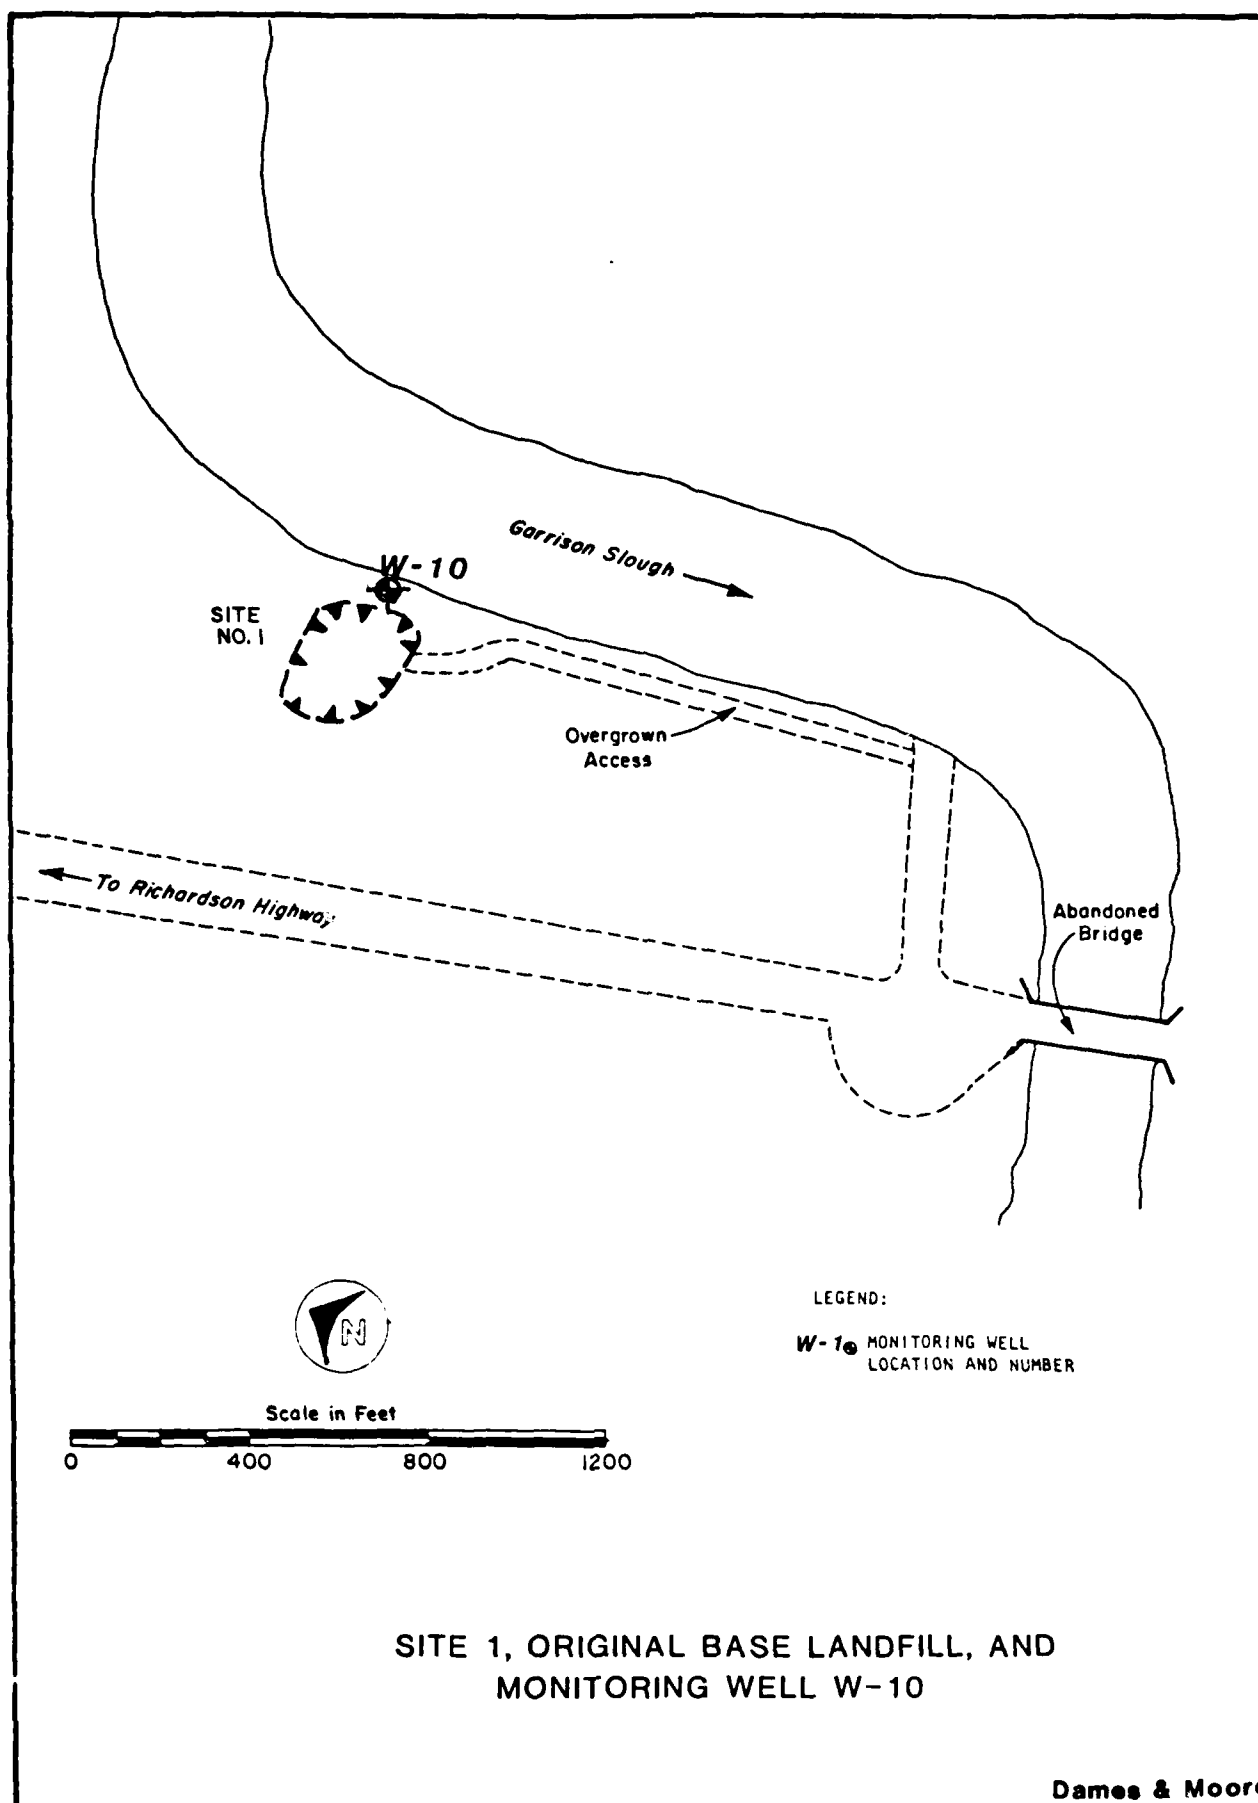 Garrison Slough
W-10
SITE
NO. 1
Overgrown
Access
To Richardson Highway
Abandoned
Bridge
N
LEGEND:
W-1 MONITORING WELL
LOCATION AND NUMBER
Scale in Feet
0 400 800 1200
SITE 1, ORIGINAL BASE LANDFILL, AND
MONITORING WELL W-10
Dames & Moore